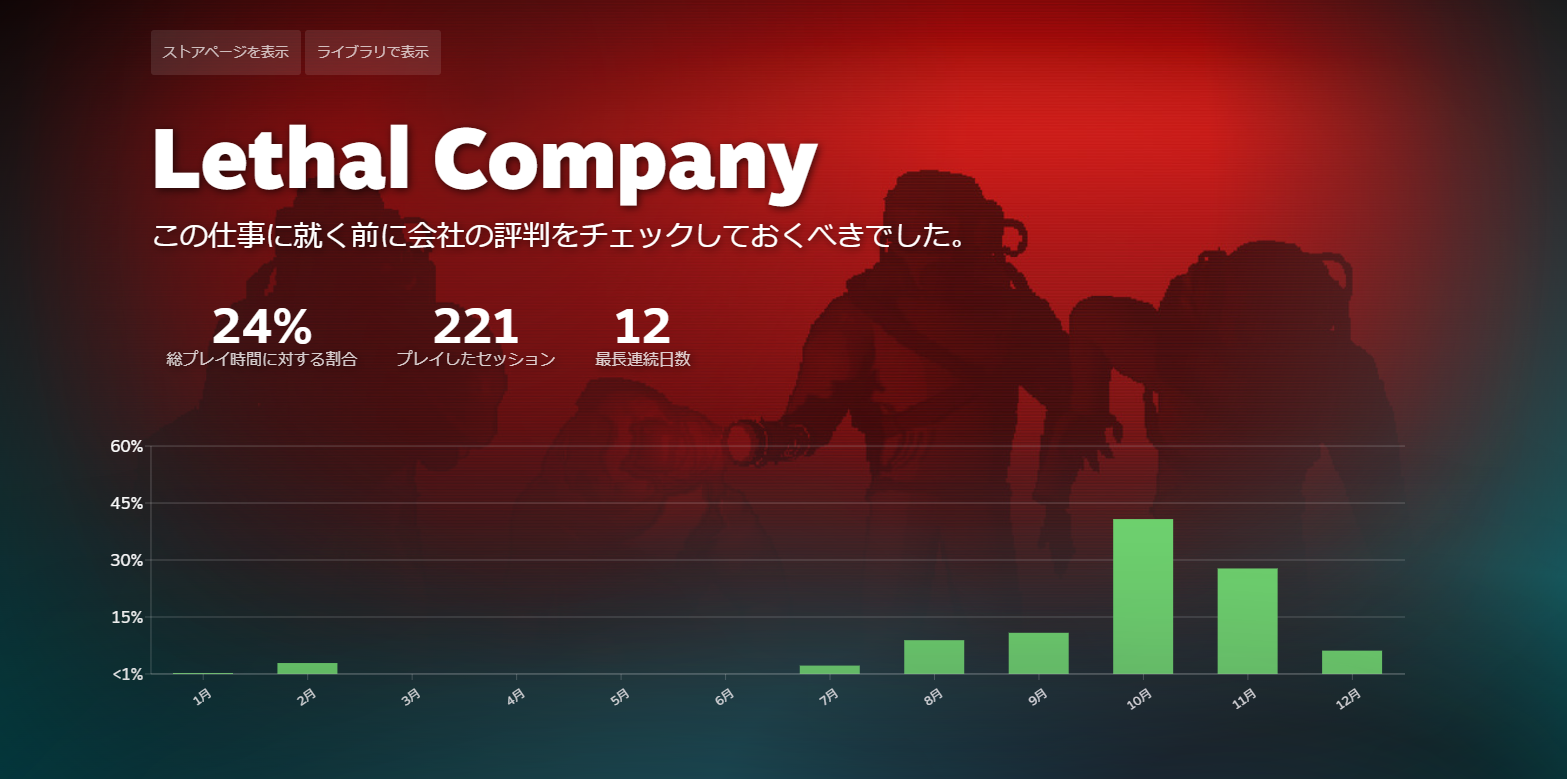 ストアページを表示 ライブラリで表示
Lethal Company
この仕事に就く前に会社の評判をチェックしておくべきでした。
24% 221 12
総プレイ時間に対する割合 プレイしたセッション 最長連続日数
60%
45%
30%
15%
<1%
1月 2月 3月 4月 5月 6月 7月 8月 9月 10月 11月 12月